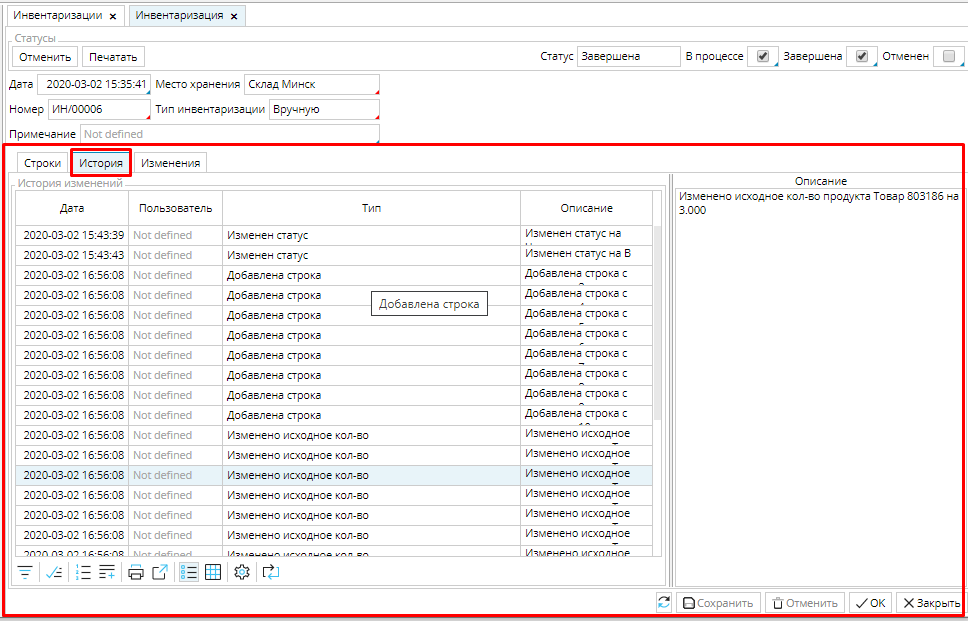 Инвентаризации × Инвентаризация ×
Статусы
Отменить Печатать Статус Завершена В процессе Завершена Отменен
Дата 2020-03-02 15:35:41 Место хранения Склад Минск
Номер ИН/00006 Тип инвентаризации Вручную
Примечание Not defined
Строки История Изменения
История изменений Описание
Изменено исходное кол-во продукта Товар 803186 на
3.000
Дата Пользователь Тип Описание
2020-03-02 15:43:39 Not defined Изменен статус Изменен статус на
2020-03-02 15:43:43 Not defined Изменен статус Изменен статус на В
2020-03-02 16:56:08 Not defined Добавлена строка Добавлена строка с
2020-03-02 16:56:08 Not defined Добавлена строка Добавлена строка с
Добавлена строка
2020-03-02 16:56:08 Not defined Добавлена строка Добавлена строка с
2020-03-02 16:56:08 Not defined Добавлена строка Добавлена строка с
2020-03-02 16:56:08 Not defined Добавлена строка Добавлена строка с
2020-03-02 16:56:08 Not defined Добавлена строка Добавлена строка с
2020-03-02 16:56:08 Not defined Добавлена строка Добавлена строка с
2020-03-02 16:56:08 Not defined Добавлена строка Добавлена строка с
2020-03-02 16:56:08 Not defined Изменено исходное кол-во Изменено исходное
2020-03-02 16:56:08 Not defined Изменено исходное кол-во Изменено исходное
2020-03-02 16:56:08 Not defined Изменено исходное кол-во Изменено исходное
2020-03-02 16:56:08 Not defined Изменено исходное кол-во Изменено исходное
2020-03-02 16:56:08 Not defined Изменено исходное кол-во Изменено исходное
2020-03-02 16:56:08 Not defined Изменено исходное кол-во Изменено исходное
2020-03-02 16:56:08 Not defined Изменено исходное кол-во Изменено исходное
Сохранить Отменить OK Закрыть